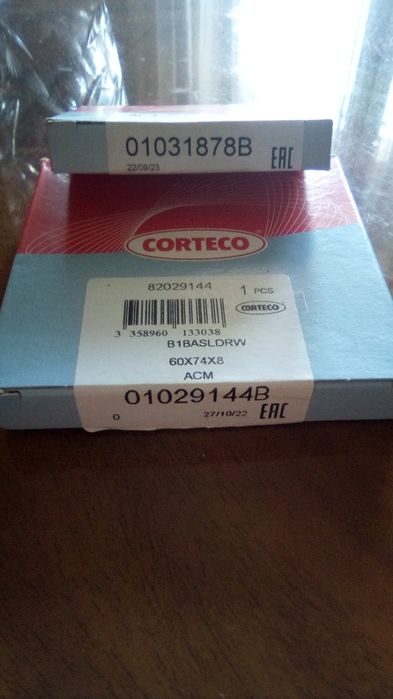 01031878B
22/09/23
EAC
CORTECO
82029144 1 PCS
CORTECO
3 358960 133038
B1BASLDRW
60X74X8
ACM
01029144B
0 27/10/22 EAC